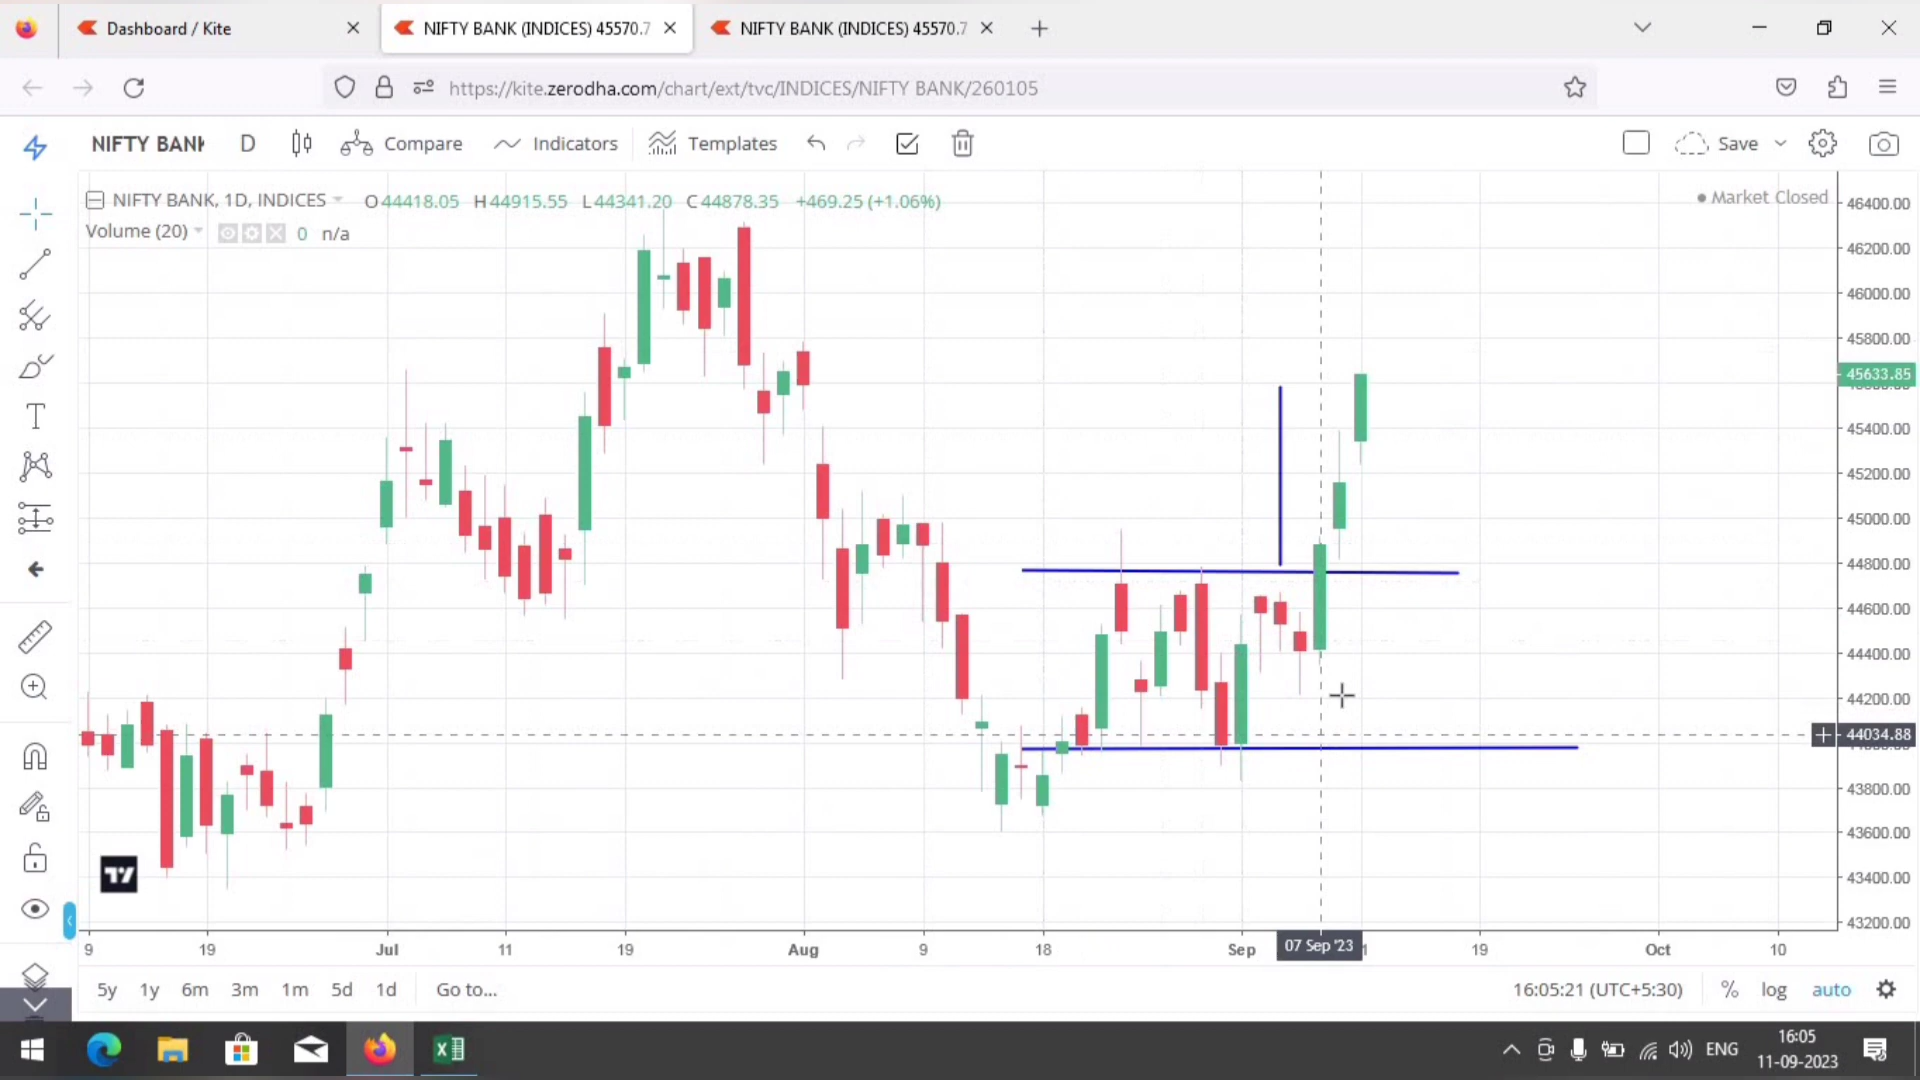 Dashboard / Kite
NIFTY BANK (INDICES) 45570.7
NIFTY BANK (INDICES) 45570.7
https://kite.zerodha.com/chart/ext/tvc/INDICES/NIFTY BANK/260105
NIFTY BANK D Compare Indicators Templates Save
NIFTY BANK, 1D, INDICES O44418.05 H44915.55 L44341.20 C44878.35 +469.25 (+1.06%)
Market Closed
Volume (20) 0 n/a
46400.00
46200.00
46000.00
45800.00
45633.85
45400.00
45200.00
45000.00
44800.00
44600.00
44400.00
44200.00
44034.88
43800.00
43600.00
43400.00
43200.00
9 19 Jul 11 19 Aug 9 18 Sep 07 Sep '23 1 19 Oct 10
5y 1y 6m 3m 1m 5d 1d Go to... 16:05:21 (UTC+5:30) % log auto
ENG
16:05
11-09-2023